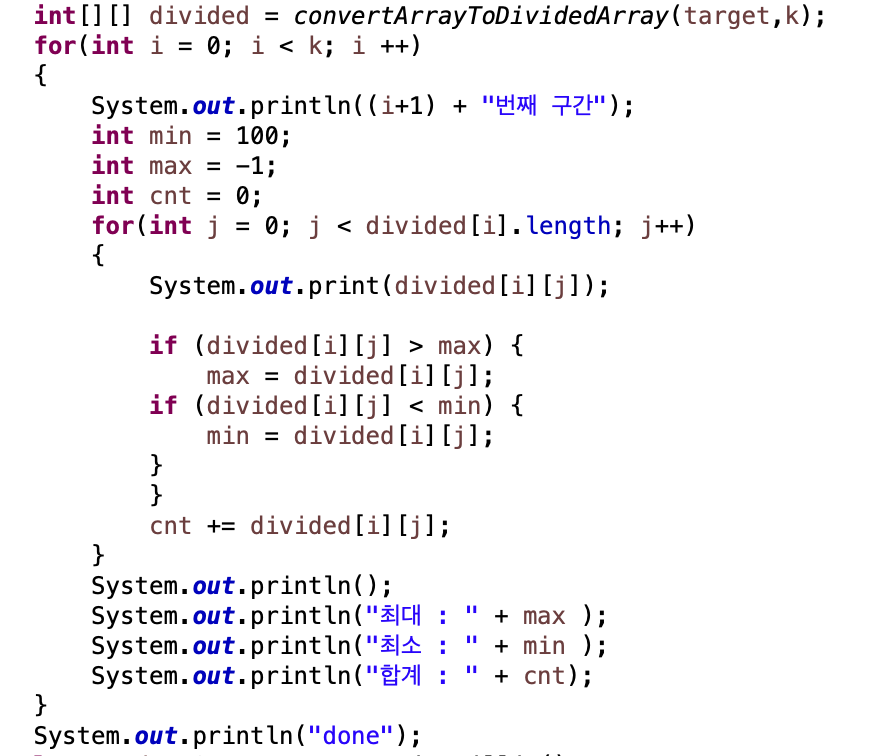 int[][] divided = convertArrayToDividedArray(target,k);
for(int i = 0; i < k; i ++)
{
System.out.println((i+1) + "번째 구간");
int min = 100;
int max = -1;
int cnt = 0;
for(int j = 0; j < divided[i].length; j++)
{
System.out.print(divided[i][j]);
if (divided[i][j] > max) {
max = divided[i][j];
if (divided[i][j] < min) {
min = divided[i][j];
}
}
cnt += divided[i][j];
}
System.out.println();
System.out.println("최대 : " + max );
System.out.println("최소 : " + min );
System.out.println("합계 : " + cnt);
}
System.out.println("done");